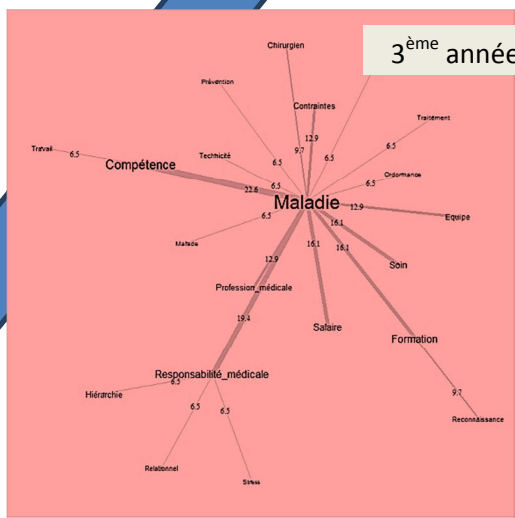 3ème année
Chirurgien
Prévention
Contraintes
9.7
12.9
6.5
6.5
Traitement
6.5
Travail
6.5
Compétence
Technicité
6.5
22.6
Ordonnance
6.5
Maladie
12.9
Equipe
6.5
Malade
16.1
16.1
16.1
Soin
12.9
Profession_médicale
19.4
Salaire
Formation
Responsabilité_médicale
6.5
Hiérarchie
6.5
6.5
9.7
Reconnaissance
Relationnel
Stress